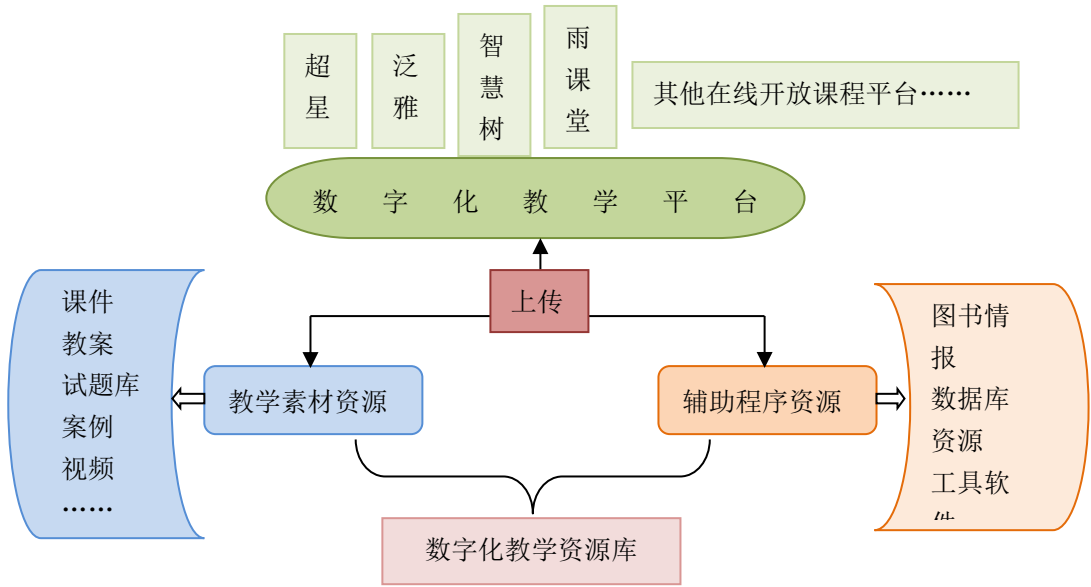 超星
泛雅
智慧树
雨课堂
其他在线开放课程平台……
数字化教学平台
上传
课件
教案
试题库
案例
视频
……
教学素材资源
辅助程序资源
图书情
报
数据库
资源
工具软
数字化教学资源库